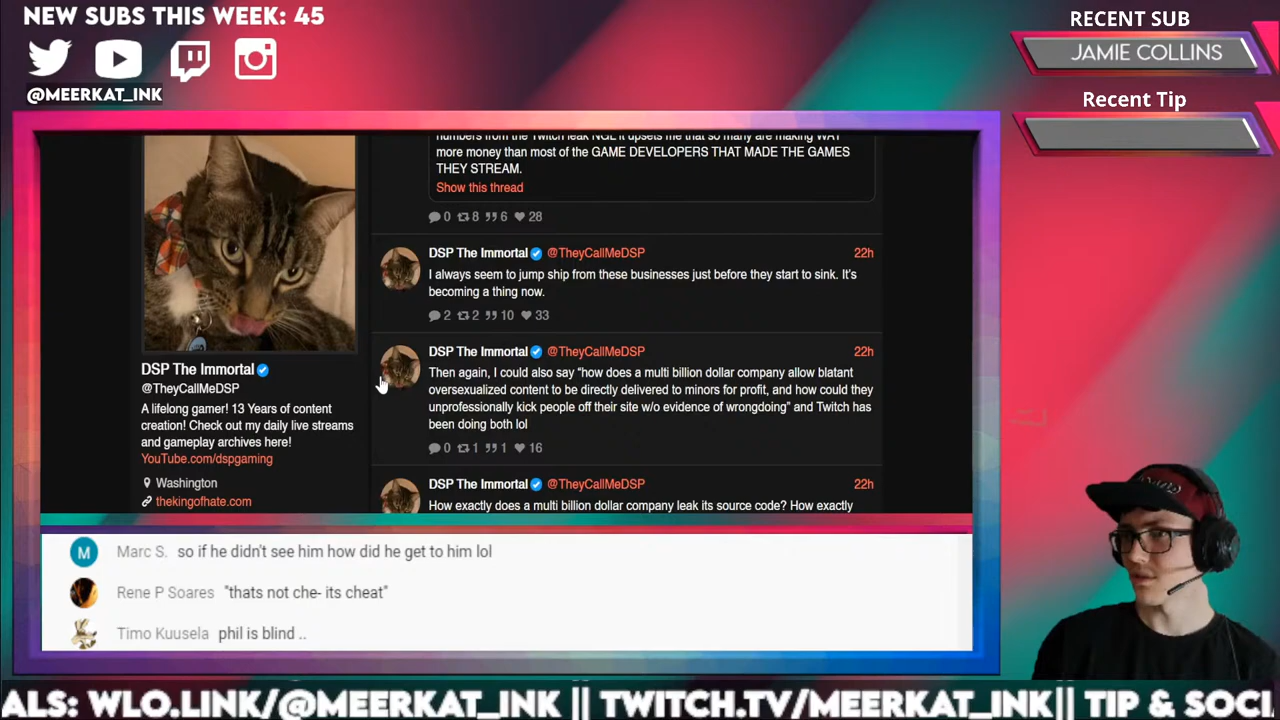 NEW SUBS THIS WEEK: 45
@MEERKAT_INK
RECENT SUB
JAMIE COLLINS
Recent Tip
numbers from the Twitch leak NGL it upsets me that so many are making WAY
more money than most of the GAME DEVELOPERS THAT MADE THE GAMES
THEY STREAM.
Show this thread
0 8 6 28
DSP The Immortal @TheyCallMeDSP 22h
I always seem to jump ship from these businesses just before they start to sink. It's
becoming a thing now.
2 2 10 33
DSP The Immortal @TheyCallMeDSP 22h
Then again, I could also say “how does a multi billion dollar company allow blatant
oversexualized content to be directly delivered to minors for profit, and how could they
unprofessionally kick people off their site w/o evidence of wrongdoing” and Twitch has
been doing both lol
0 1 1 16
DSP The Immortal @TheyCallMeDSP 22h
How exactly does a multi billion dollar company leak its source code? How exactly
DSP The Immortal
@TheyCallMeDSP
A lifelong gamer! 13 Years of content
creation! Check out my daily live streams
and gameplay archives here!
YouTube.com/dspgaming
Washington
thekingofhate.com
M Marc S. so if he didn't see him how did he get to him lol
Rene P Soares "thats not che- its cheat"
Timo Kuusela phil is blind ..
ALS: WLO.LINK/@MEERKAT_INK || TWITCH.TV/MEERKAT_INK|| TIP & SOCI